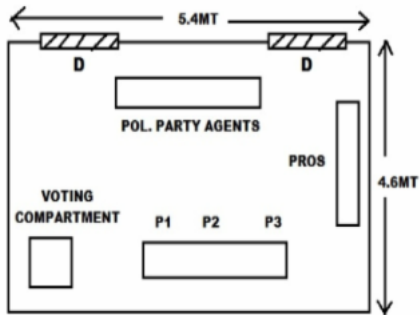 5.4MT
D D
POL. PARTY AGENTS
PROS
4.6MT
VOTING
COMPARTMENT
P1 P2 P3